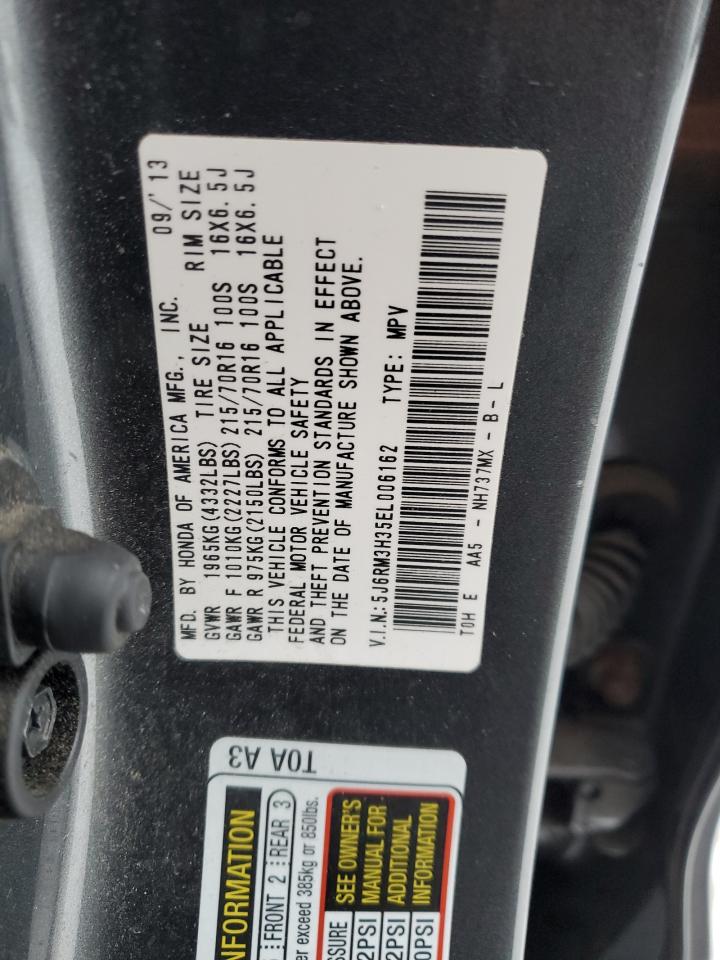 MFD. BY HONDA OF AMERICA MFG., INC. 09/'13
GVWR 1965KG(4332LBS) TIRE SIZE RIM SIZE
GAWR F 1010KG(2227LBS) 215/70R16 100S 16X6.5J
GAWR R 975KG(2150LBS) 215/70R16 100S 16X6.5J
THIS VEHICLE CONFORMS TO ALL APPLICABLE
FEDERAL MOTOR VEHICLE SAFETY
AND THEFT PREVENTION STANDARDS IN EFFECT
ON THE DATE OF MANUFACTURE SHOWN ABOVE.
V.I.N.: 5J6RM3H35EL006162 TYPE: MPV
T0H E AA5 - NH737MX - B - L
T0A A3
FRONT 2 REAR 3
385kg or 850lbs.
SEE OWNER'S
MANUAL FOR
ADDITIONAL
INFORMATION